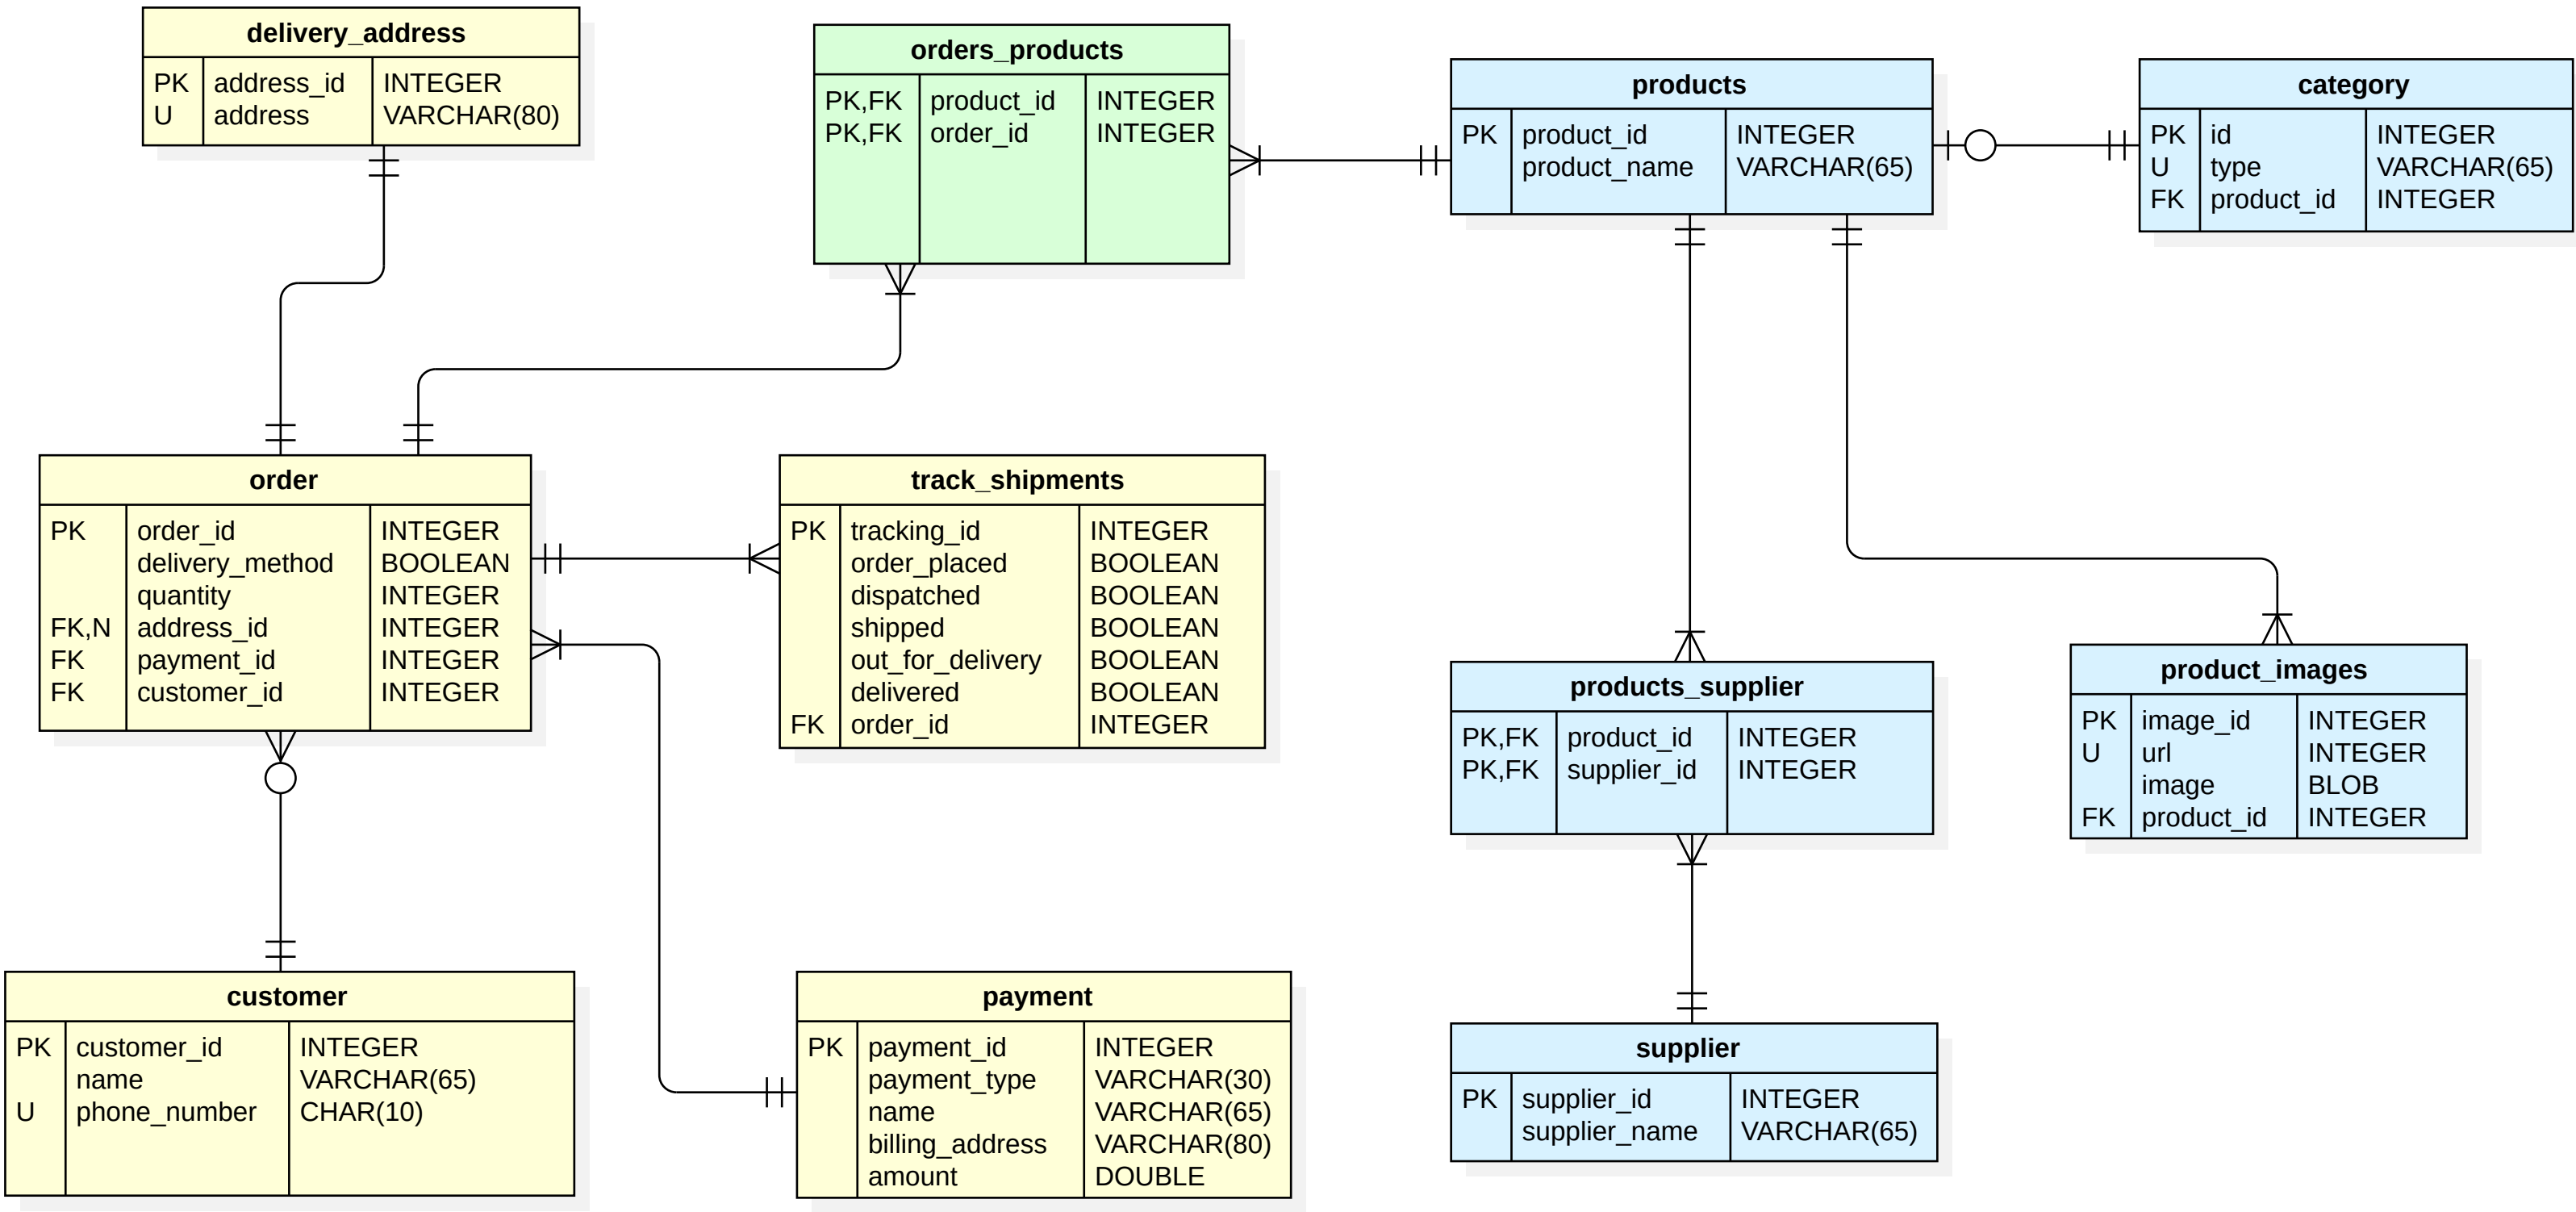 delivery_address
PK address_id INTEGER
U address VARCHAR(80)
orders_products
PK,FK product_id INTEGER
PK,FK order_id INTEGER
products
PK product_id INTEGER
product_name VARCHAR(65)
category
PK id INTEGER
U type VARCHAR(65)
FK product_id INTEGER
order
PK order_id INTEGER
delivery_method BOOLEAN
quantity INTEGER
FK,N address_id INTEGER
FK payment_id INTEGER
FK customer_id INTEGER
track_shipments
PK tracking_id INTEGER
order_placed BOOLEAN
dispatched BOOLEAN
shipped BOOLEAN
out_for_delivery BOOLEAN
delivered BOOLEAN
FK order_id INTEGER
products_supplier
PK,FK product_id INTEGER
PK,FK supplier_id INTEGER
product_images
PK image_id INTEGER
U url INTEGER
image BLOB
FK product_id INTEGER
customer
PK customer_id INTEGER
name VARCHAR(65)
U phone_number CHAR(10)
payment
PK payment_id INTEGER
payment_type VARCHAR(30)
name VARCHAR(65)
billing_address VARCHAR(80)
amount DOUBLE
supplier
PK supplier_id INTEGER
supplier_name VARCHAR(65)